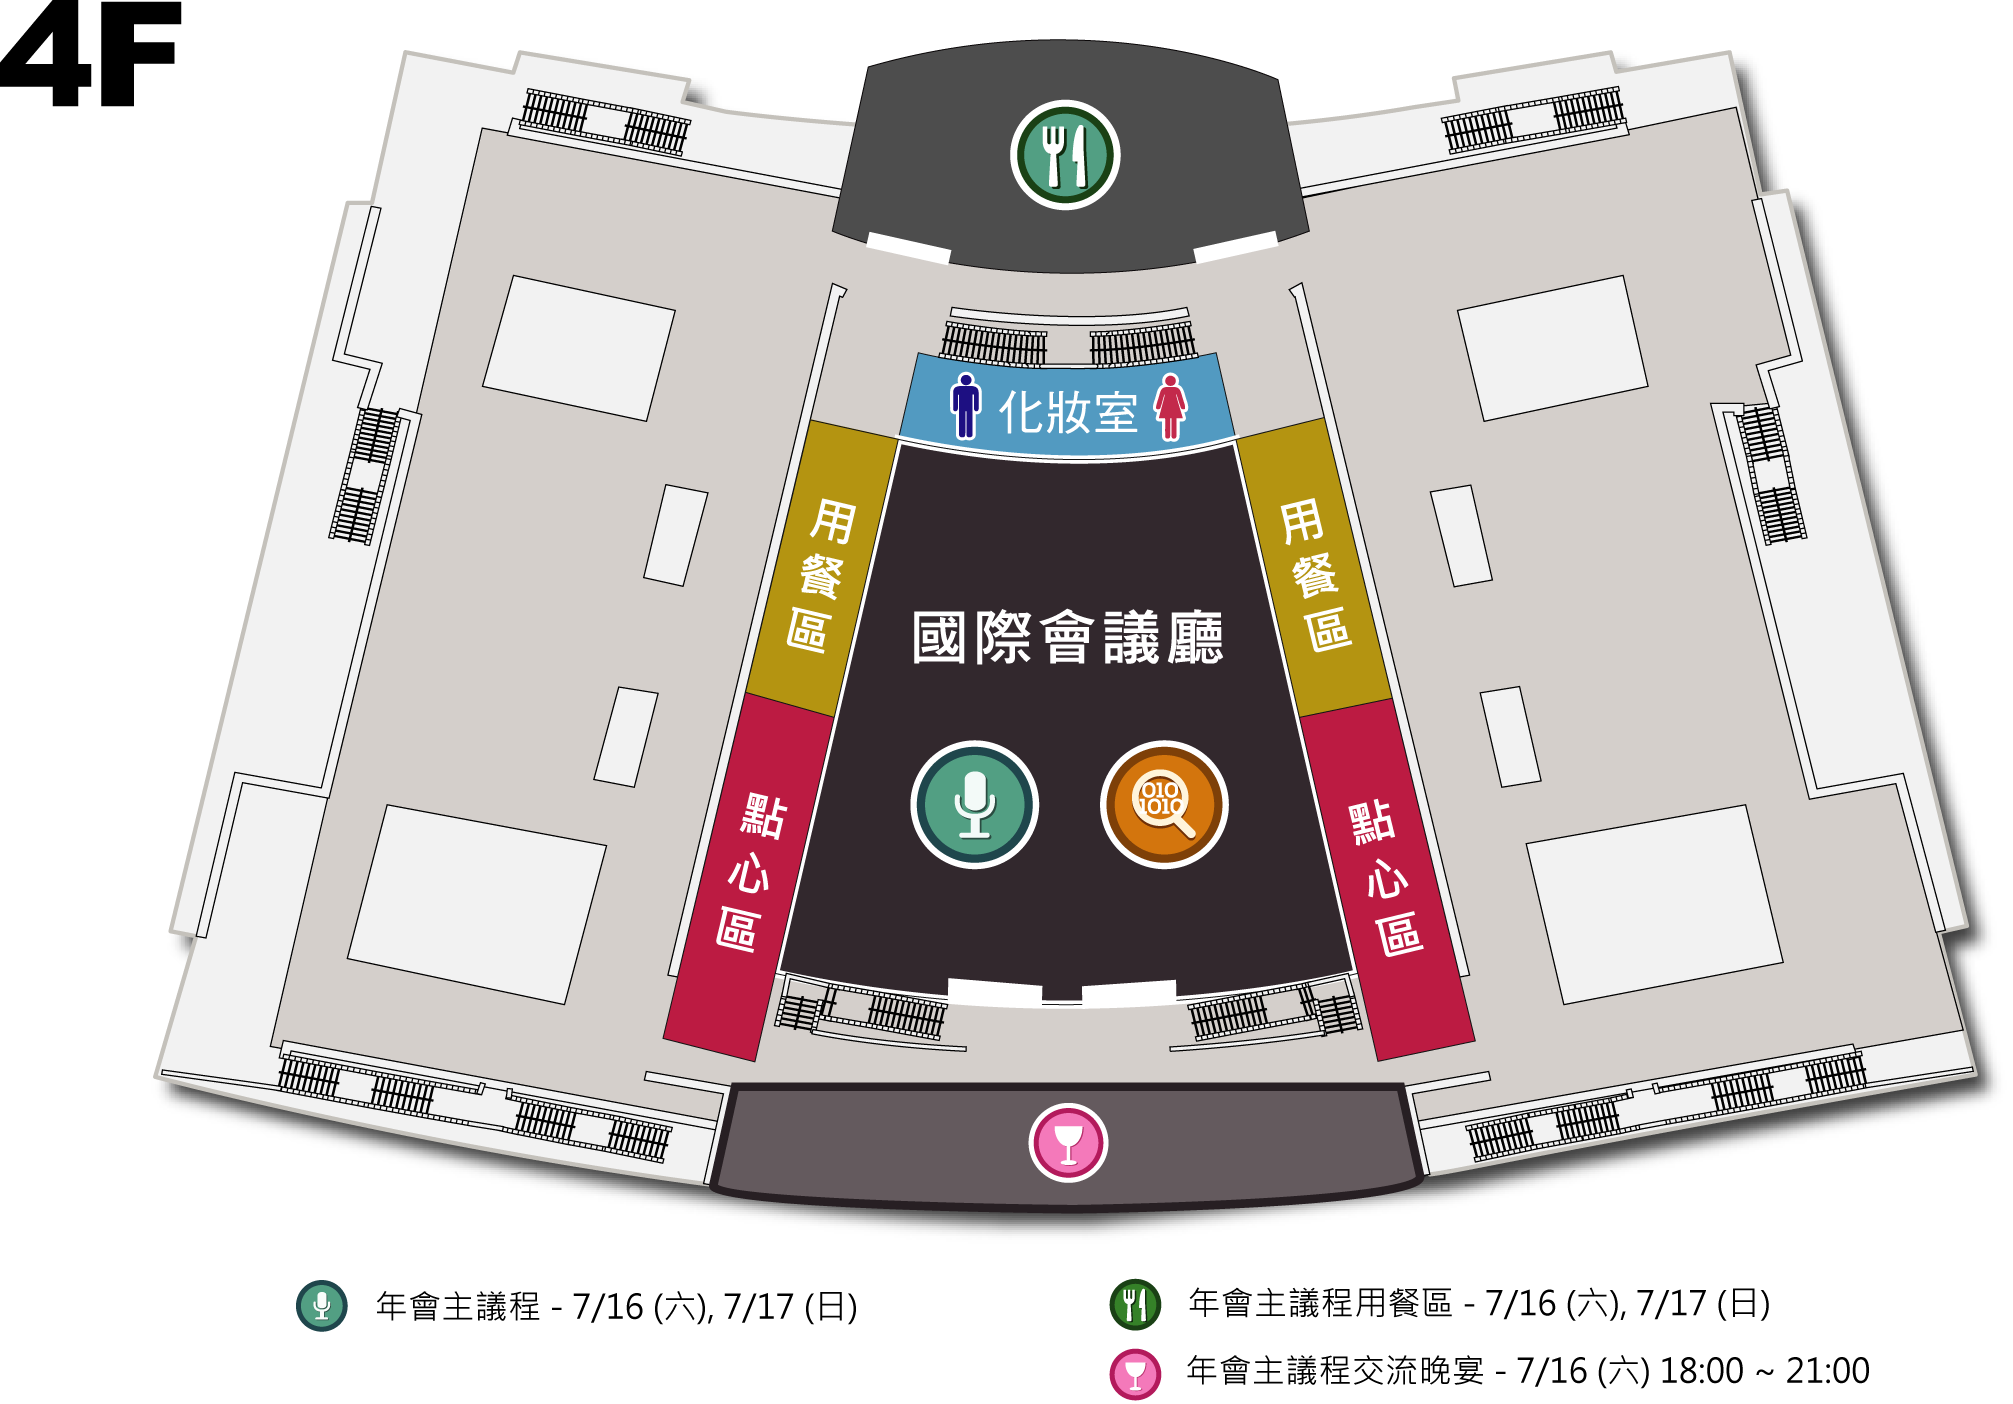 4F
化妝室
用餐區
用餐區
國際會議廳
010
1010
點心區
點心區
年會主議程 - 7/16 (六), 7/17 (日)
年會主議程用餐區 - 7/16 (六), 7/17 (日)
年會主議程交流晚宴 - 7/16 (六) 18:00 ~ 21:00